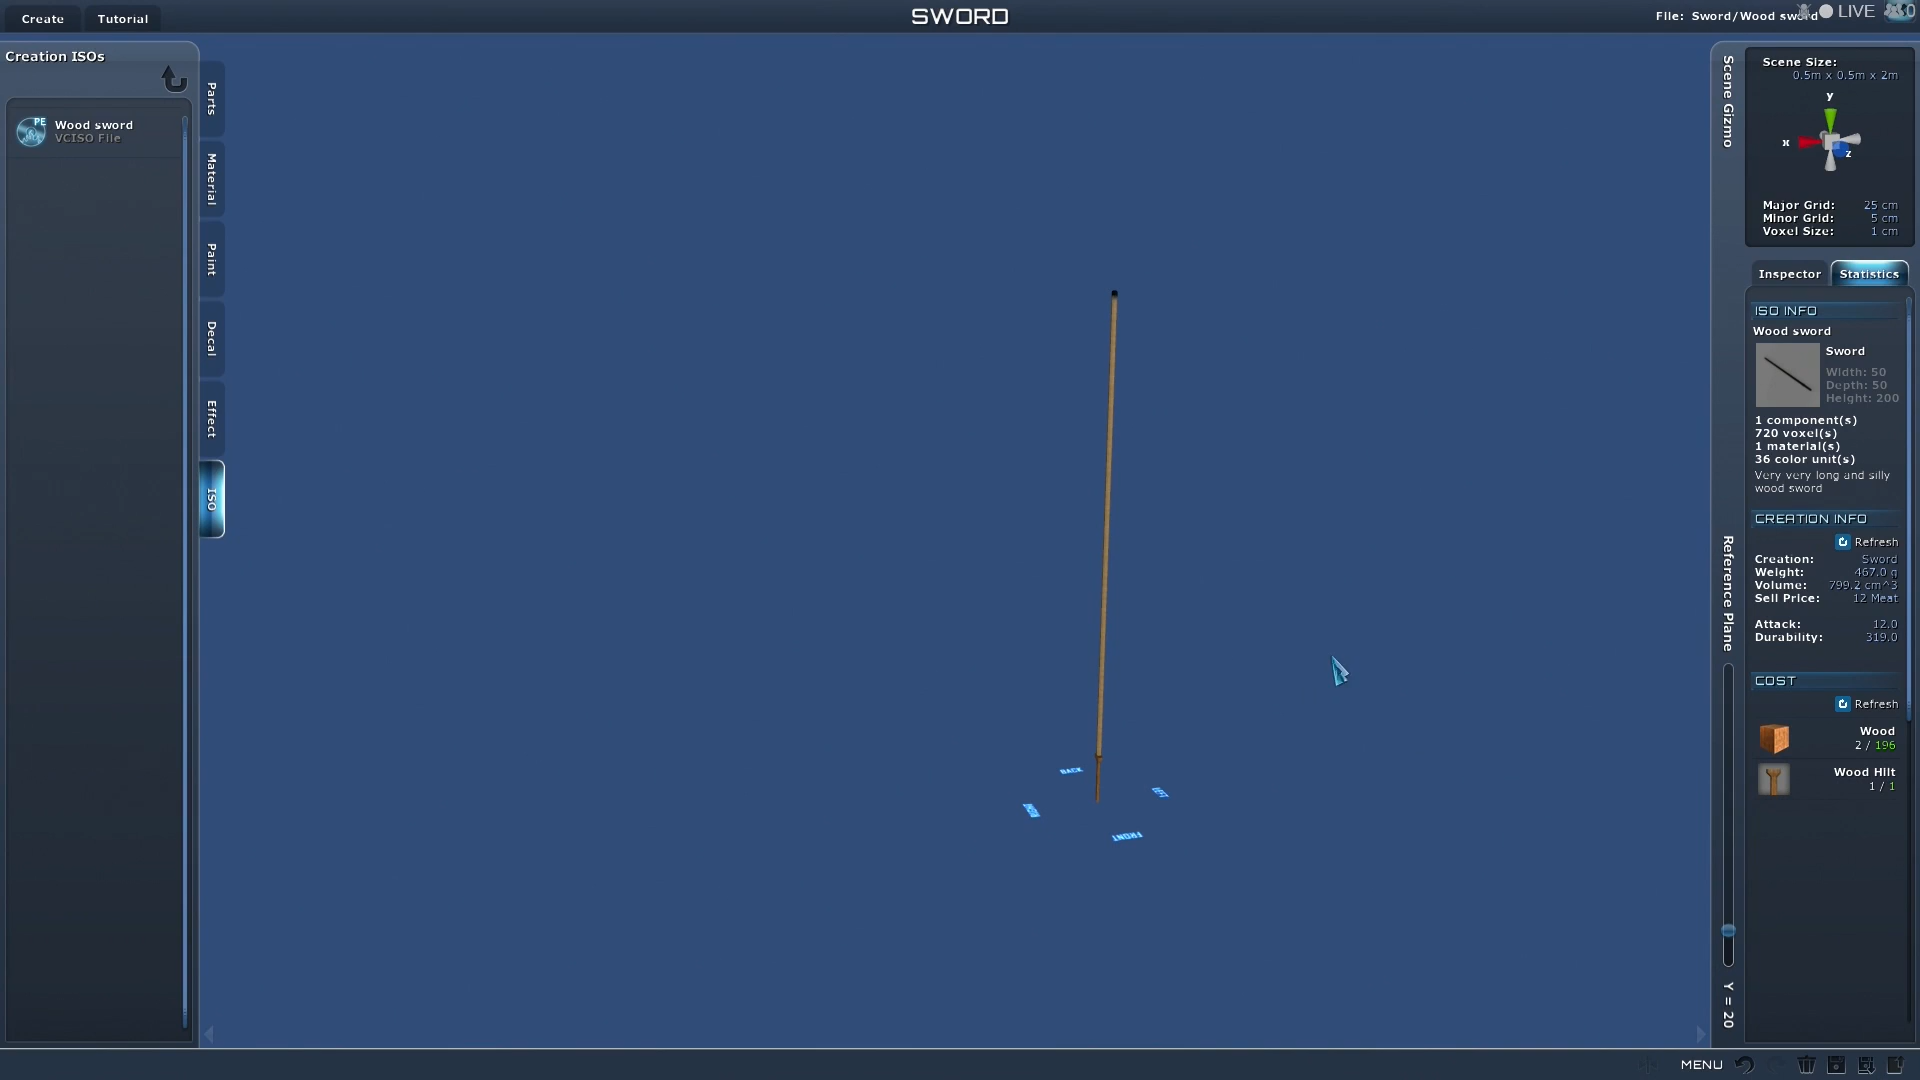 Create
Tutorial
SWORD
File: Sword/Wood sword
LIVE
0
Creation ISOs
PE
Wood sword
VCISO File
Parts
Material
Paint
Decal
Effect
ISO
BACK
FRONT
Scene Gizmo
Scene Size:
0.5m x 0.5m x 2m
y
x
z
Major Grid: 25 cm
Minor Grid: 5 cm
Voxel Size: 1 cm
Inspector
Statistics
ISO INFO
Wood sword
Sword
Width: 50
Depth: 50
Height: 200
1 component(s)
720 voxel(s)
1 material(s)
36 color unit(s)
Very very long and silly
wood sword
CREATION INFO
Refresh
Creation: Sword
Weight: 467.0 g
Volume: 799.2 cm^3
Sell Price: 12 Meat
Attack: 12.0
Durability: 319.0
COST
Refresh
Wood
2 / 196
Wood Hilt
1 / 1
Reference Plane
Y = 20
MENU